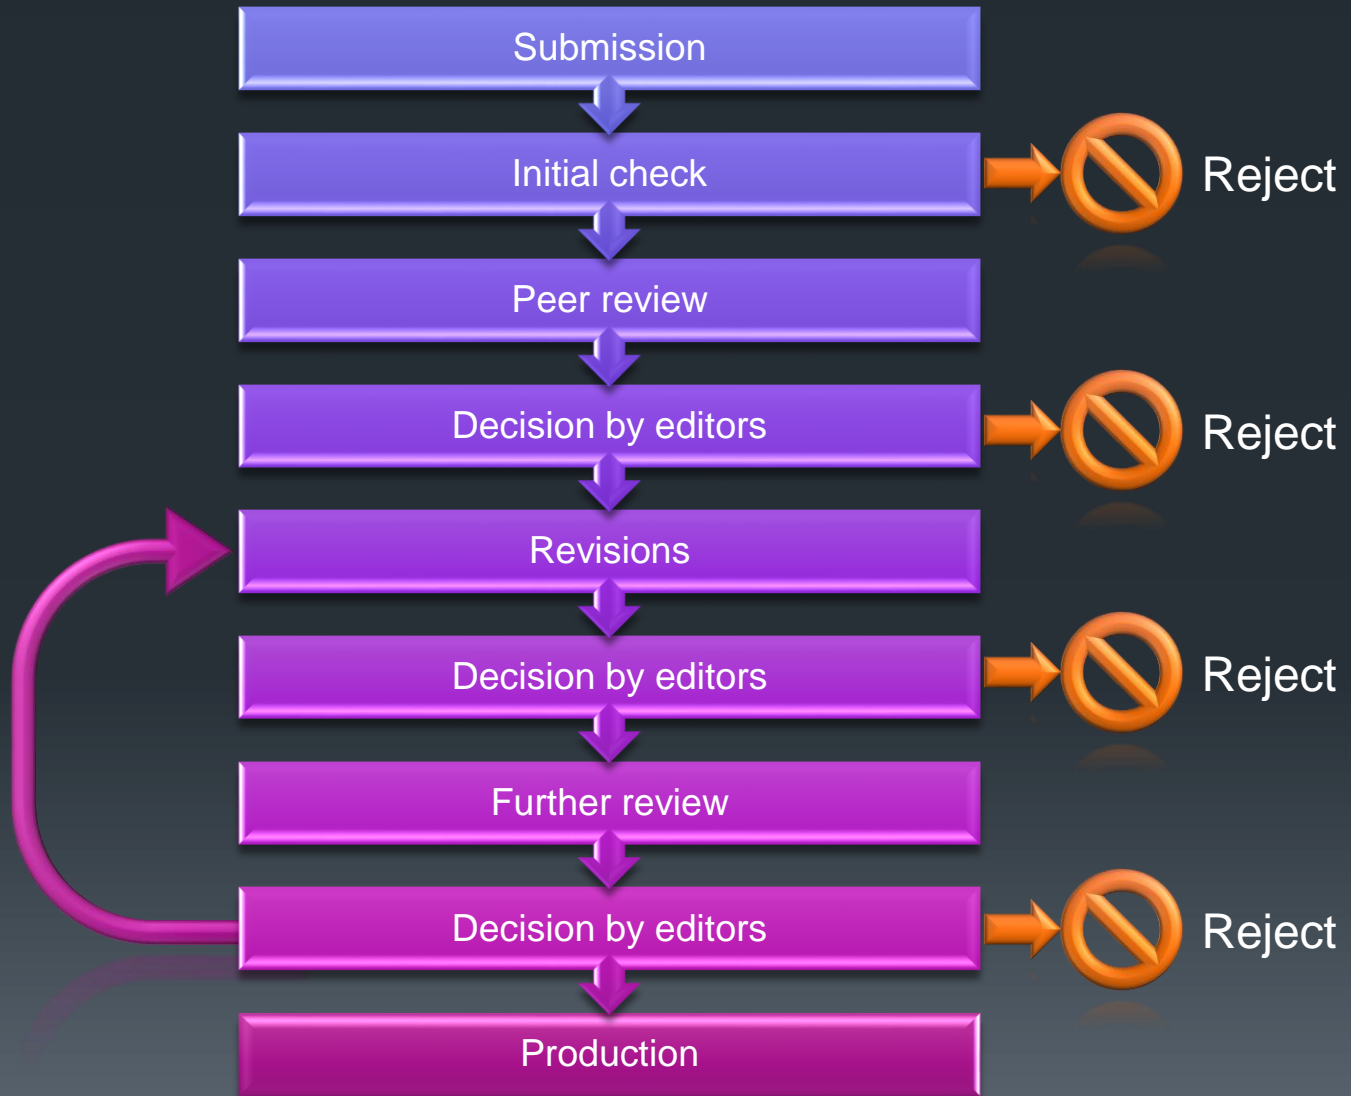 Submission
Initial check
Reject
Peer review
Decision by editors
Reject
Revisions
Decision by editors
Reject
Further review
Decision by editors
Reject
Production